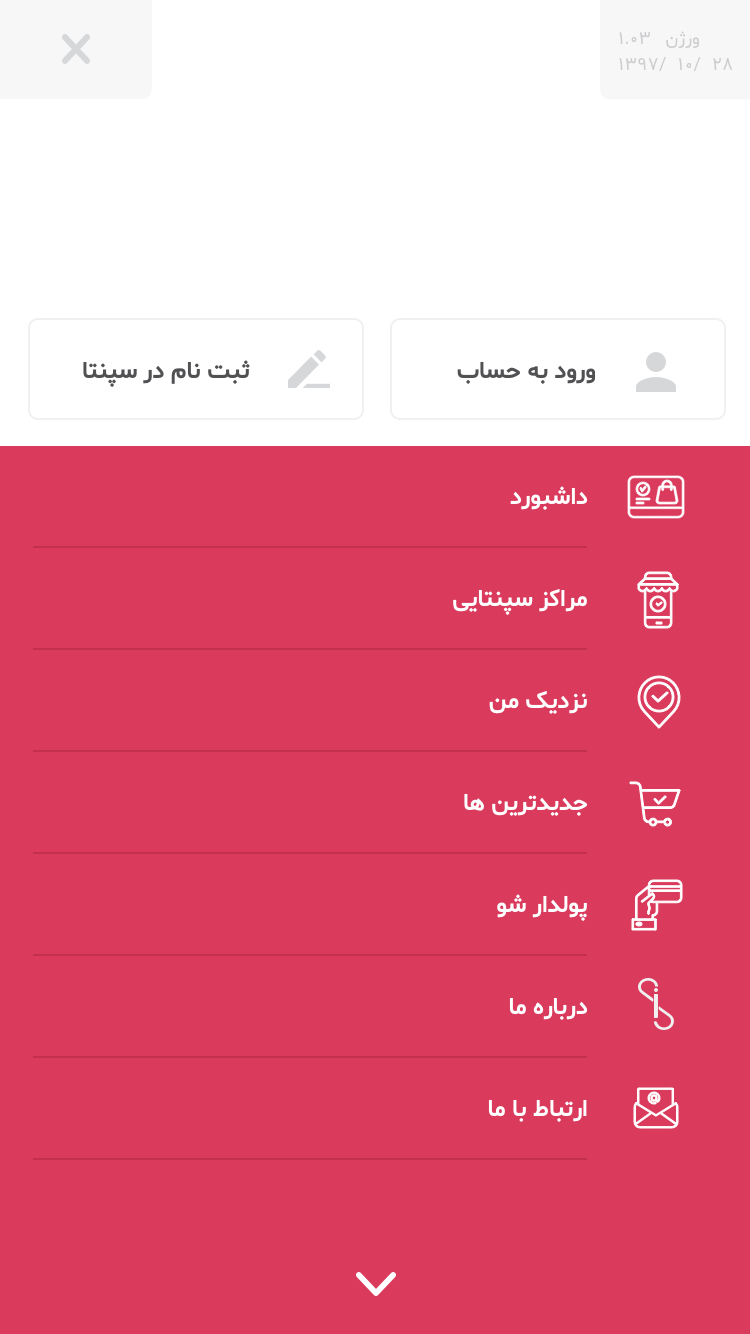 ورژن ۱.۰۳
۱۳۹۷/ ۱۰/ ۲۸
ورود به حساب
ثبت نام در سپنتا
داشبورد
مراکز سپنتایی
نزدیک من
جدیدترین ها
پولدار شو
درباره ما
ارتباط با ما